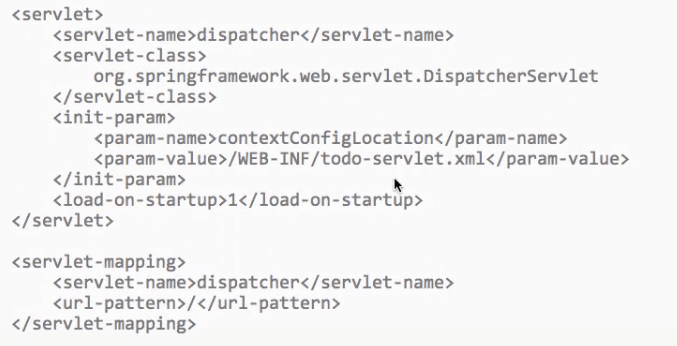 <servlet>
    <servlet-name>dispatcher</servlet-name>
    <servlet-class>
        org.springframework.web.servlet.DispatcherServlet
    </servlet-class>
    <init-param>
        <param-name>contextConfigLocation</param-name>
        <param-value>/WEB-INF/todo-servlet.xml</param-value>
    </init-param>
    <load-on-startup>1</load-on-startup>
</servlet>

<servlet-mapping>
    <servlet-name>dispatcher</servlet-name>
    <url-pattern>/</url-pattern>
</servlet-mapping>